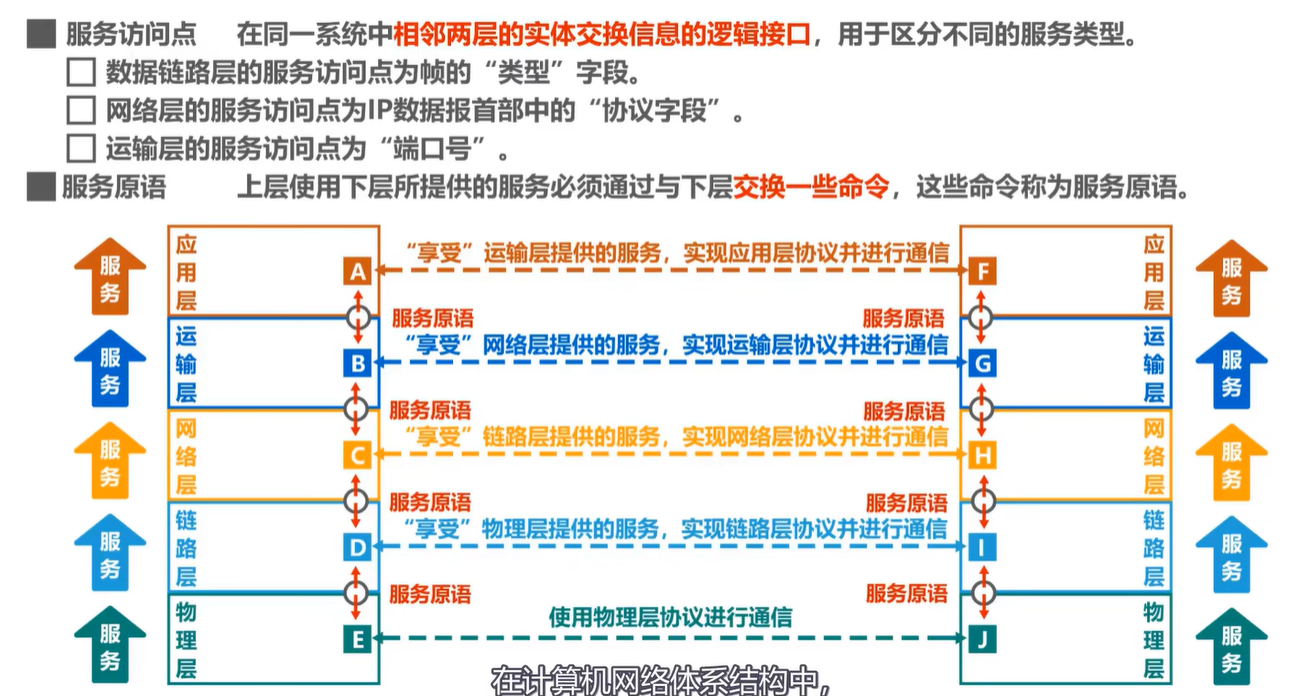 服务访问点 在同一系统中相邻两层的实体交换信息的逻辑接口，用于区分不同的服务类型。
数据链路层的服务访问点为帧的“类型”字段。
网络层的服务访问点为IP数据报首部中的“协议字段”。
运输层的服务访问点为“端口号”。
服务原语 上层使用下层所提供的服务必须通过与下层交换一些命令，这些命令称为服务原语。
服务 应用层 A “享受”运输层提供的服务，实现应用层协议并进行通信 F 应用层 服务
服务原语 服务原语
服务 运输层 B “享受”网络层提供的服务，实现运输层协议并进行通信 G 运输层 服务
服务原语 服务原语
服务 网络层 C “享受”链路层提供的服务，实现网络层协议并进行通信 H 网络层 服务
服务原语 服务原语
服务 链路层 D “享受”物理层提供的服务，实现链路层协议并进行通信 I 链路层 服务
服务原语 服务原语
服务 物理层 E 使用物理层协议进行通信 J 物理层 服务
在计算机网络体系结构中，